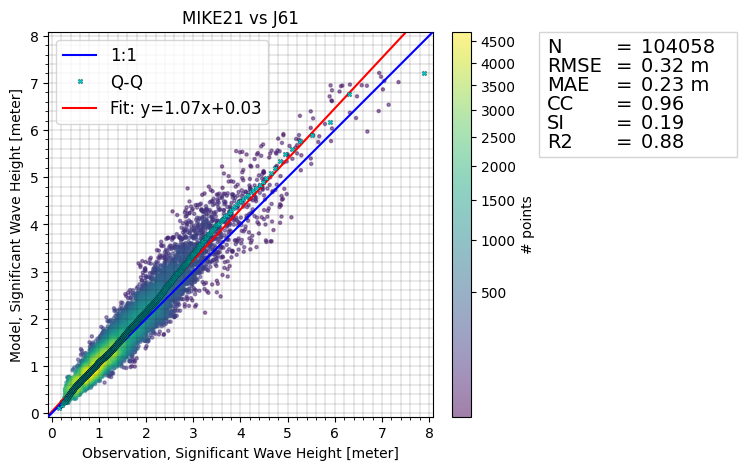 MIKE21 vs J61
1:1
Q-Q
Fit: y=1.07x+0.03
8
7
6
5
4
3
2
1
0
Model, Significant Wave Height [meter]
0 1 2 3 4 5 6 7 8
Observation, Significant Wave Height [meter]
4500
4000
3500
3000
2500
2000
1500
1000
500
# points
N = 104058
RMSE = 0.32 m
MAE = 0.23 m
CC = 0.96
SI = 0.19
R2 = 0.88